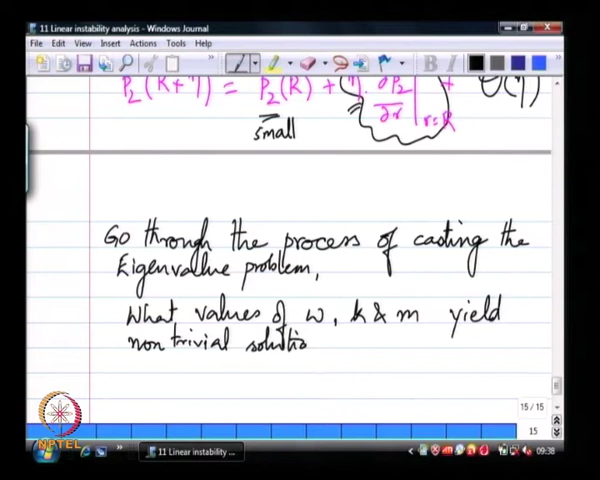 11 Linear instability analysis - Windows Journal
File Edit View Insert Actions Tools Help
P₂(R+η) = P₂(R) + η · ∂P₂/∂r |r=R + O(η)
small
Go through the process of casting the
Eigenvalue problem,
What values of ω, k & m yield
non trivial solutio
15 / 15
15
NPTEL
11 Linear instability ...
09:38